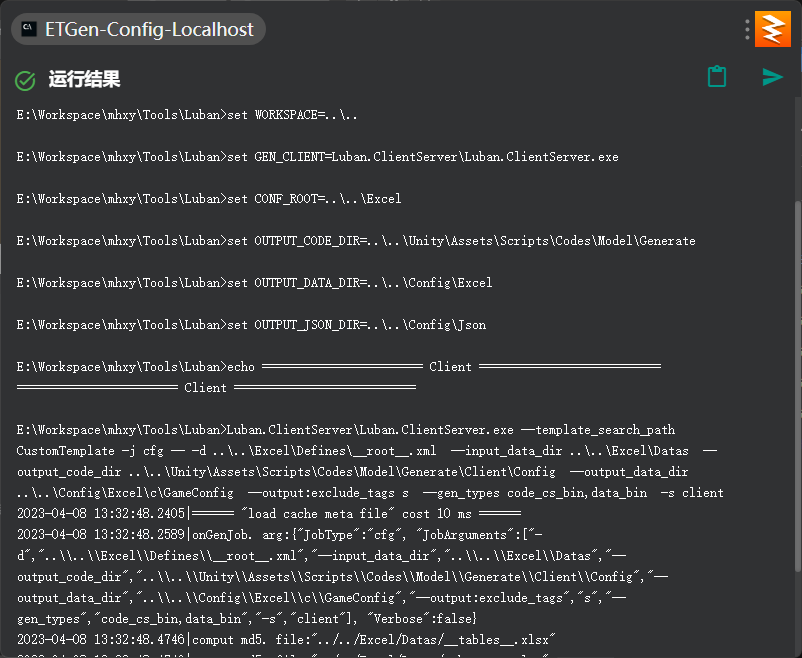 ETGen-Config-Localhost
运行结果
E:\Workspace\mhxy\Tools\Luban>set WORKSPACE=..\..
E:\Workspace\mhxy\Tools\Luban>set GEN_CLIENT=Luban.ClientServer\Luban.ClientServer.exe
E:\Workspace\mhxy\Tools\Luban>set CONF_ROOT=..\..\Excel
E:\Workspace\mhxy\Tools\Luban>set OUTPUT_CODE_DIR=..\..\Unity\Assets\Scripts\Codes\Model\Generate
E:\Workspace\mhxy\Tools\Luban>set OUTPUT_DATA_DIR=..\..\Config\Excel
E:\Workspace\mhxy\Tools\Luban>set OUTPUT_JSON_DIR=..\..\Config\Json
E:\Workspace\mhxy\Tools\Luban>echo ======================= Client ==========================
======================= Client ==========================
E:\Workspace\mhxy\Tools\Luban>Luban.ClientServer\Luban.ClientServer.exe --template_search_path
CustomTemplate -j cfg -- -d ..\..\Excel\Defines\__root__.xml  --input_data_dir ..\..\Excel\Datas  --
output_code_dir ..\..\Unity\Assets\Scripts\Codes\Model\Generate\Client\Config  --output_data_dir
..\..\Config\Excel\c\GameConfig  --output:exclude_tags s  --gen_types code_cs_bin,data_bin  -s client
2023-04-08 13:32:48.2405|====== "load cache meta file" cost 10 ms ======
2023-04-08 13:32:48.2589|onGenJob. arg:{"JobType":"cfg", "JobArguments":["-
d","..\\..\\Excel\\Defines\\__root__.xml","--input_data_dir","..\\..\\Excel\\Datas","--
output_code_dir","..\\..\\Unity\\Assets\\Scripts\\Codes\\Model\\Generate\\Client\\Config","--
output_data_dir","..\\..\\Config\\Excel\\c\\GameConfig","--output:exclude_tags","s","--
gen_types","code_cs_bin,data_bin","-s","client"], "Verbose":false}
2023-04-08 13:32:48.4746|comput md5. file:"../../Excel/Datas/__tables__.xlsx"